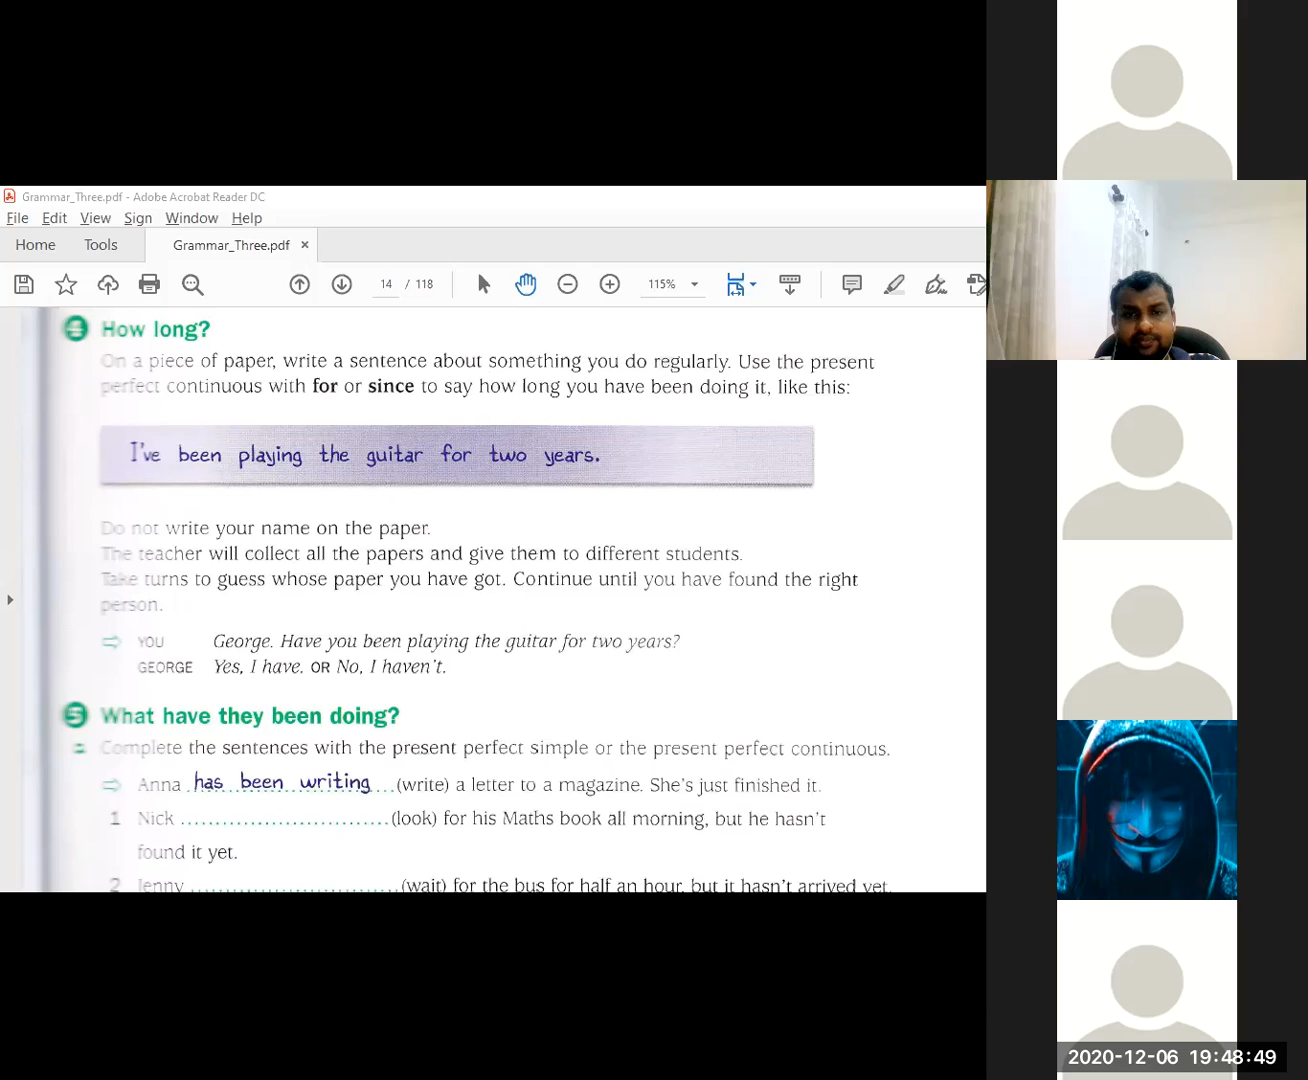 Grammar_Three.pdf - Adobe Acrobat Reader DC
File Edit View Sign Window Help
Home Tools Grammar_Three.pdf ×
14 / 118 115%
4 How long?
On a piece of paper, write a sentence about something you do regularly. Use the present
perfect continuous with for or since to say how long you have been doing it, like this:
I've been playing the guitar for two years.
Do not write your name on the paper.
The teacher will collect all the papers and give them to different students.
Take turns to guess whose paper you have got. Continue until you have found the right
person.
⇨ YOU George. Have you been playing the guitar for two years?
GEORGE Yes, I have. OR No, I haven't.
5 What have they been doing?
Complete the sentences with the present perfect simple or the present perfect continuous.
⇨ Anna has been writing (write) a letter to a magazine. She's just finished it.
1 Nick .............................. (look) for his Maths book all morning, but he hasn't
found it yet.
2 Jenny .............................. (wait) for the bus for half an hour, but it hasn't arrived yet.
2020-12-06 19:48:49